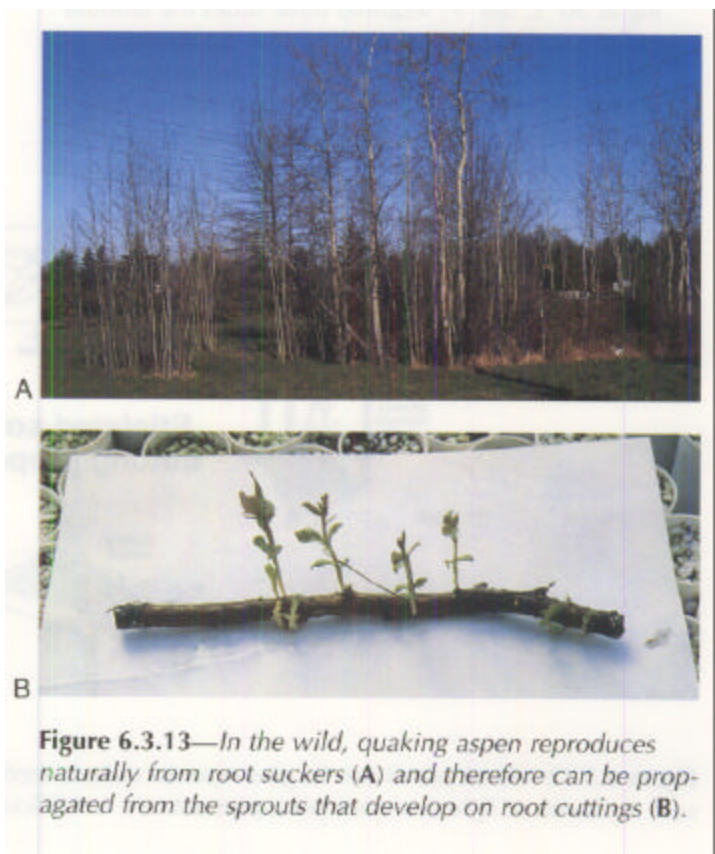 A
B
Figure 6.3.13—In the wild, quaking aspen reproduces
naturally from root suckers (A) and therefore can be prop-
agated from the sprouts that develop on root cuttings (B).